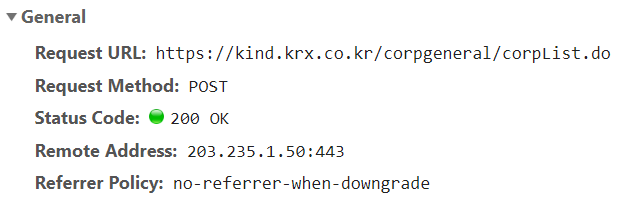 General
Request URL: https://kind.krx.co.kr/corpgeneral/corpList.do
Request Method: POST
Status Code: 200 OK
Remote Address: 203.235.1.50:443
Referrer Policy: no-referrer-when-downgrade